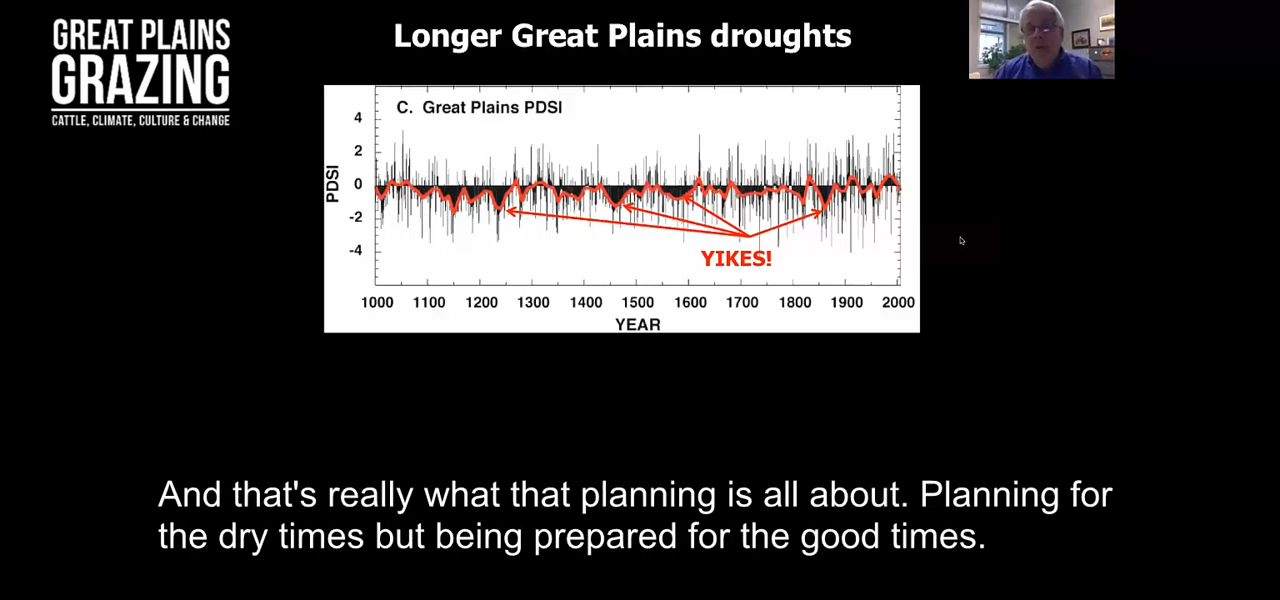 GREAT PLAINS
GRAZING
CATTLE, CLIMATE, CULTURE & CHANGE
Longer Great Plains droughts
C. Great Plains PDSI
4
2
0
-2
-4
PDSI
YIKES!
1000 1100 1200 1300 1400 1500 1600 1700 1800 1900 2000
YEAR
And that's really what that planning is all about. Planning for
the dry times but being prepared for the good times.